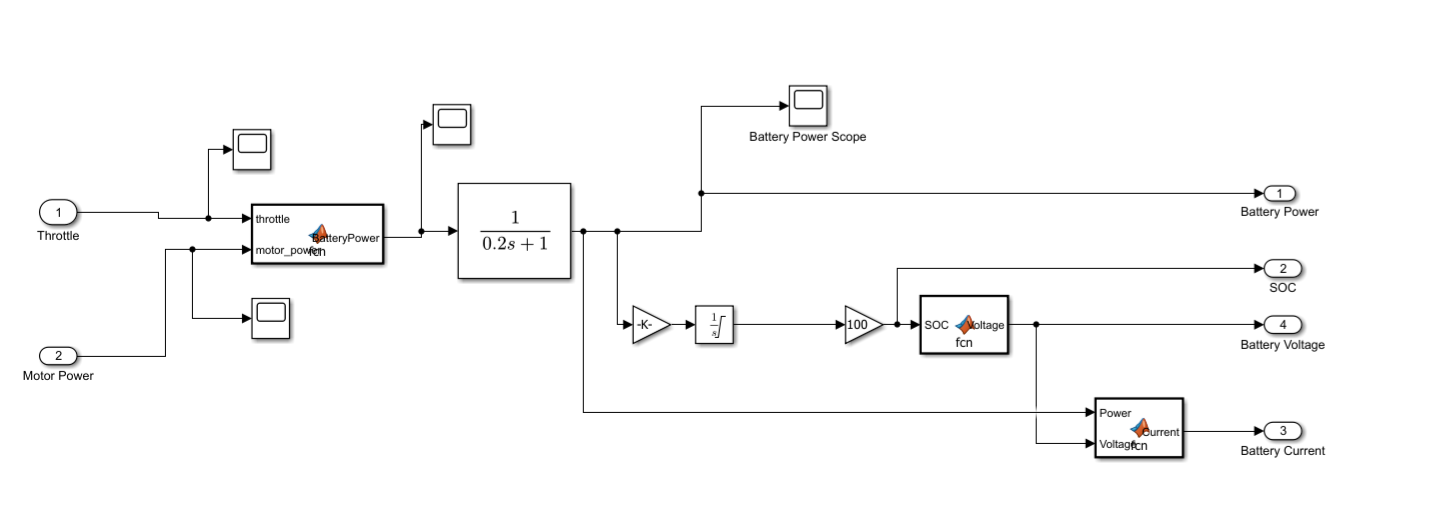 Battery Power Scope
1
Throttle
throttle
motor_power
BatteryPower
fcn
1
0.2s + 1
1
Battery Power
2
SOC
2
Motor Power
-K-
1
s
100
SOC
Voltage
fcn
4
Battery Voltage
Power
Voltage
Current
fcn
3
Battery Current